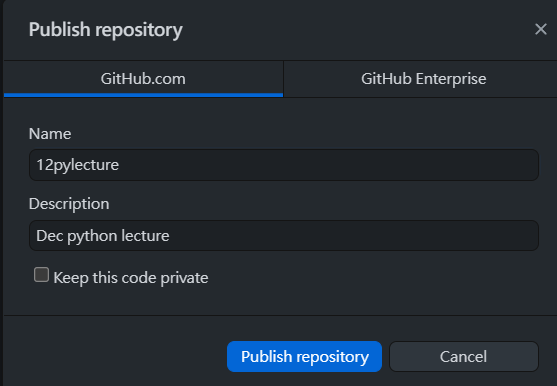 Publish repository
GitHub.com
GitHub Enterprise
Name
12pylecture
Description
Dec python lecture
Keep this code private
Publish repository
Cancel